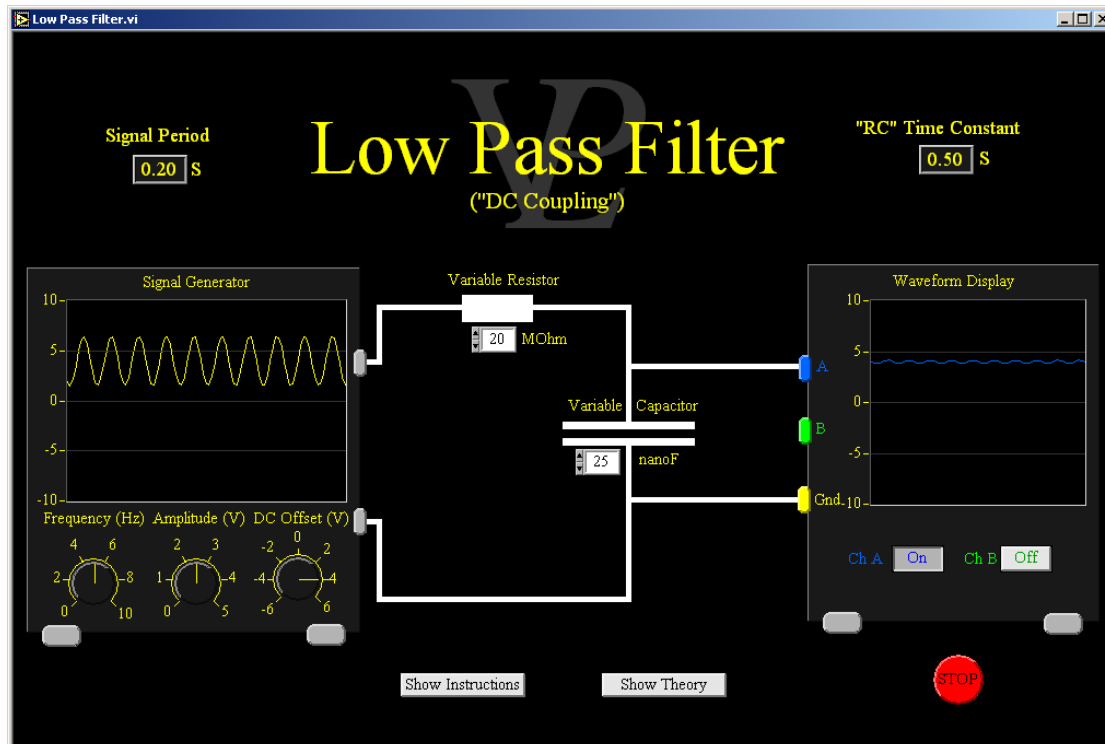 Low Pass Filter.vi
VPL
Signal Period
0.20 S
Low Pass Filter
("DC Coupling")
"RC" Time Constant
0.50 S
Signal Generator
10
5
0
-5
-10
Frequency (Hz)
0 2 4 6 8 10
Amplitude (V)
0 1 2 3 4 5
DC Offset (V)
-6 -4 -2 0 2 4 6
Variable Resistor
20 MOhm
Variable Capacitor
25 nanoF
Waveform Display
10
5
0
-5
-10
A
B
Gnd
Ch A On
Ch B Off
Show Instructions
Show Theory
STOP